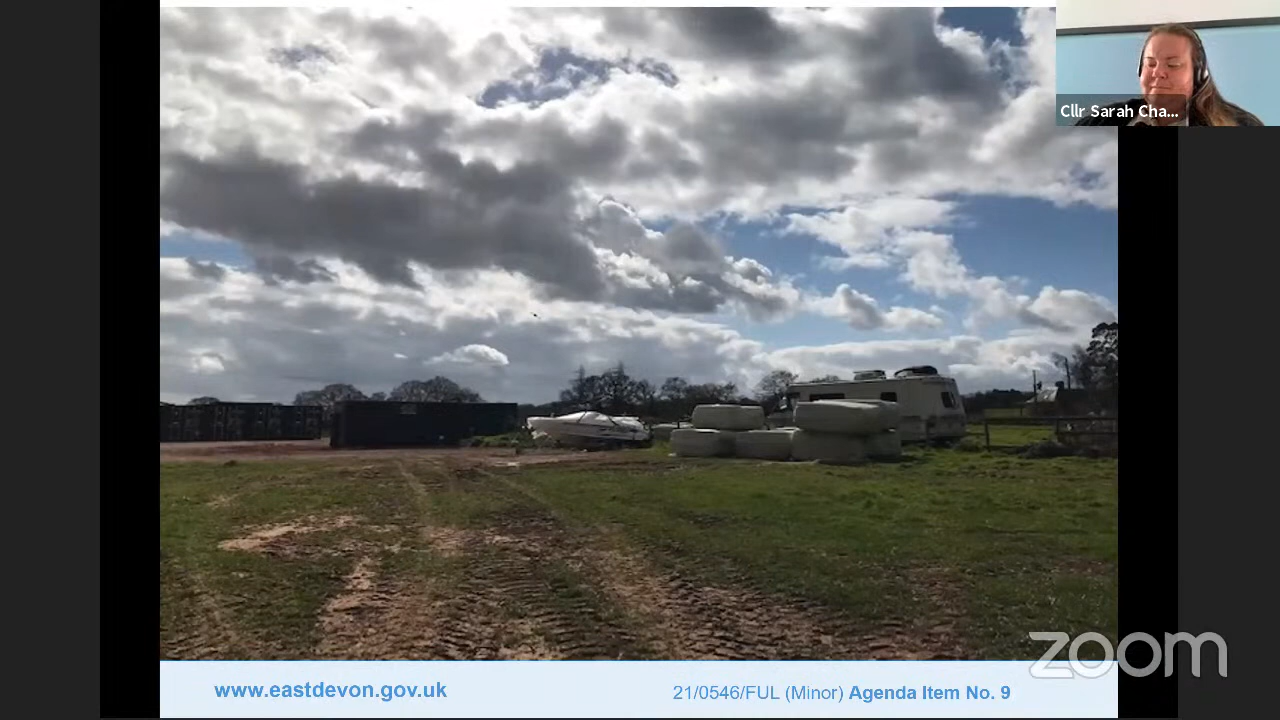 Cllr Sarah Cha...
www.eastdevon.gov.uk
21/0546/FUL (Minor) Agenda Item No. 9
zoom